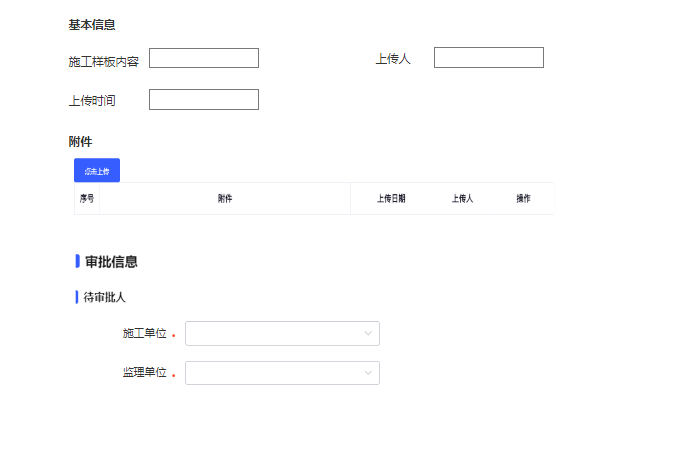 基本信息
施工样板内容 上传人
上传时间
附件
点击上传
序号 附件 上传日期 上传人 操作
审批信息
待审批人
施工单位
监理单位